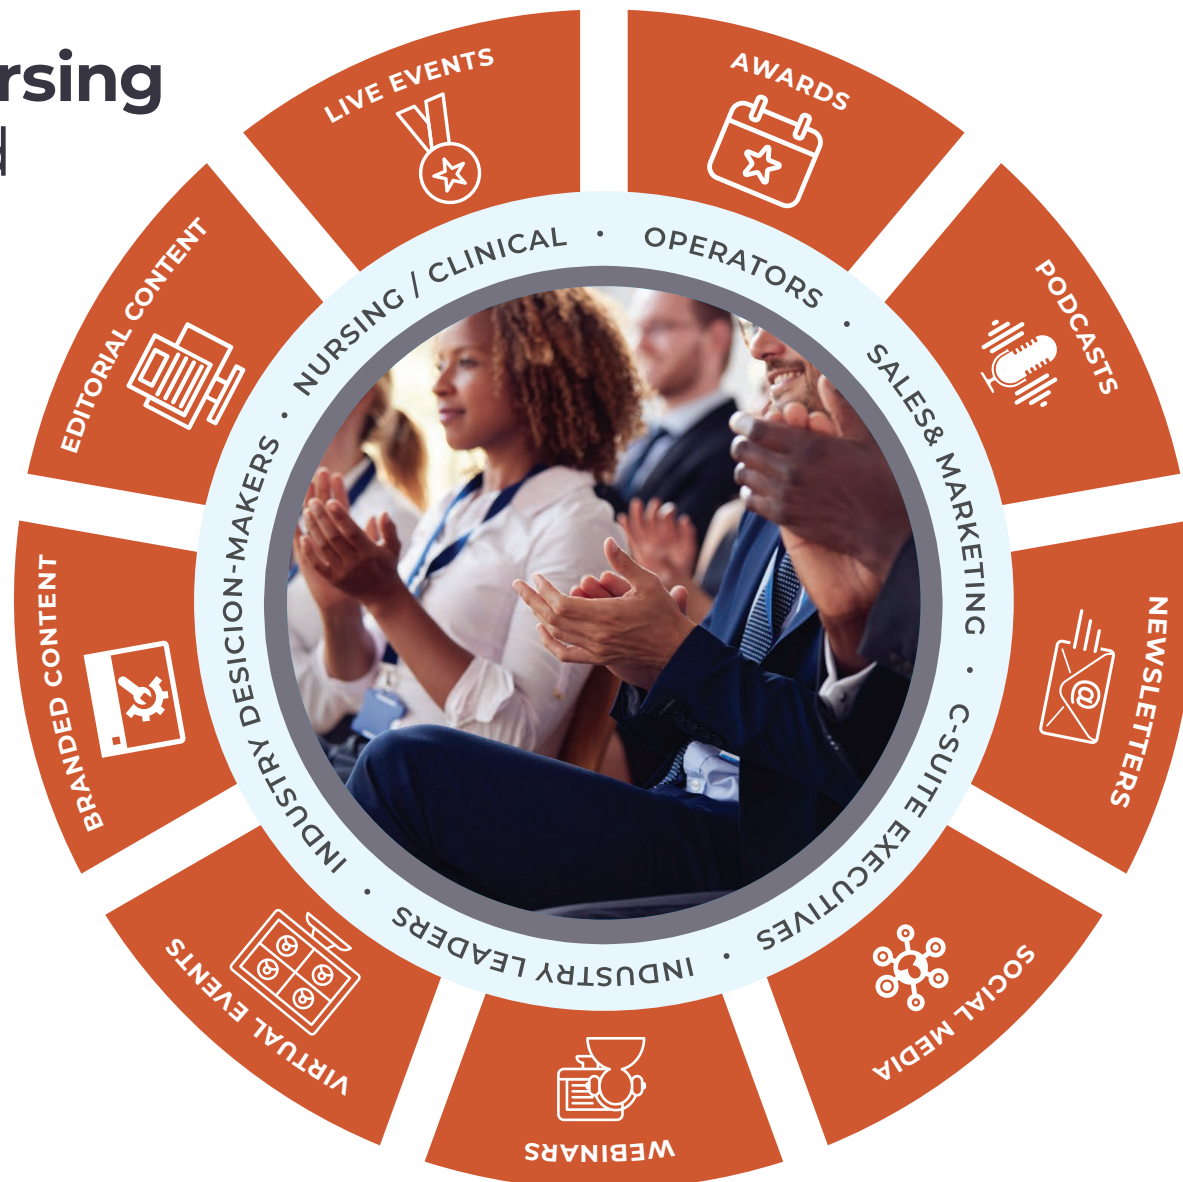 rsing
LIVE EVENTS
AWARDS
PODCASTS
NEWSLETTERS
SOCIAL MEDIA
WEBINARS
VIRTUAL EVENTS
BRANDED CONTENT
EDITORIAL CONTENT
NURSING / CLINICAL •
OPERATORS •
SALES& MARKETING •
C-SUITE EXECUTIVES •
INDUSTRY LEADERS •
INDUSTRY DESICION-MAKERS •
@